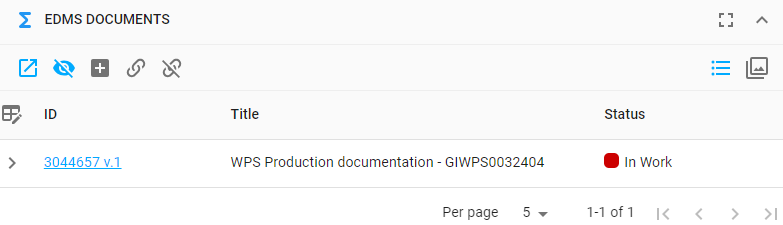 EDMS DOCUMENTS
ID Title Status
3044657 v.1 WPS Production documentation - GIWPS0032404 In Work
Per page 5 1-1 of 1